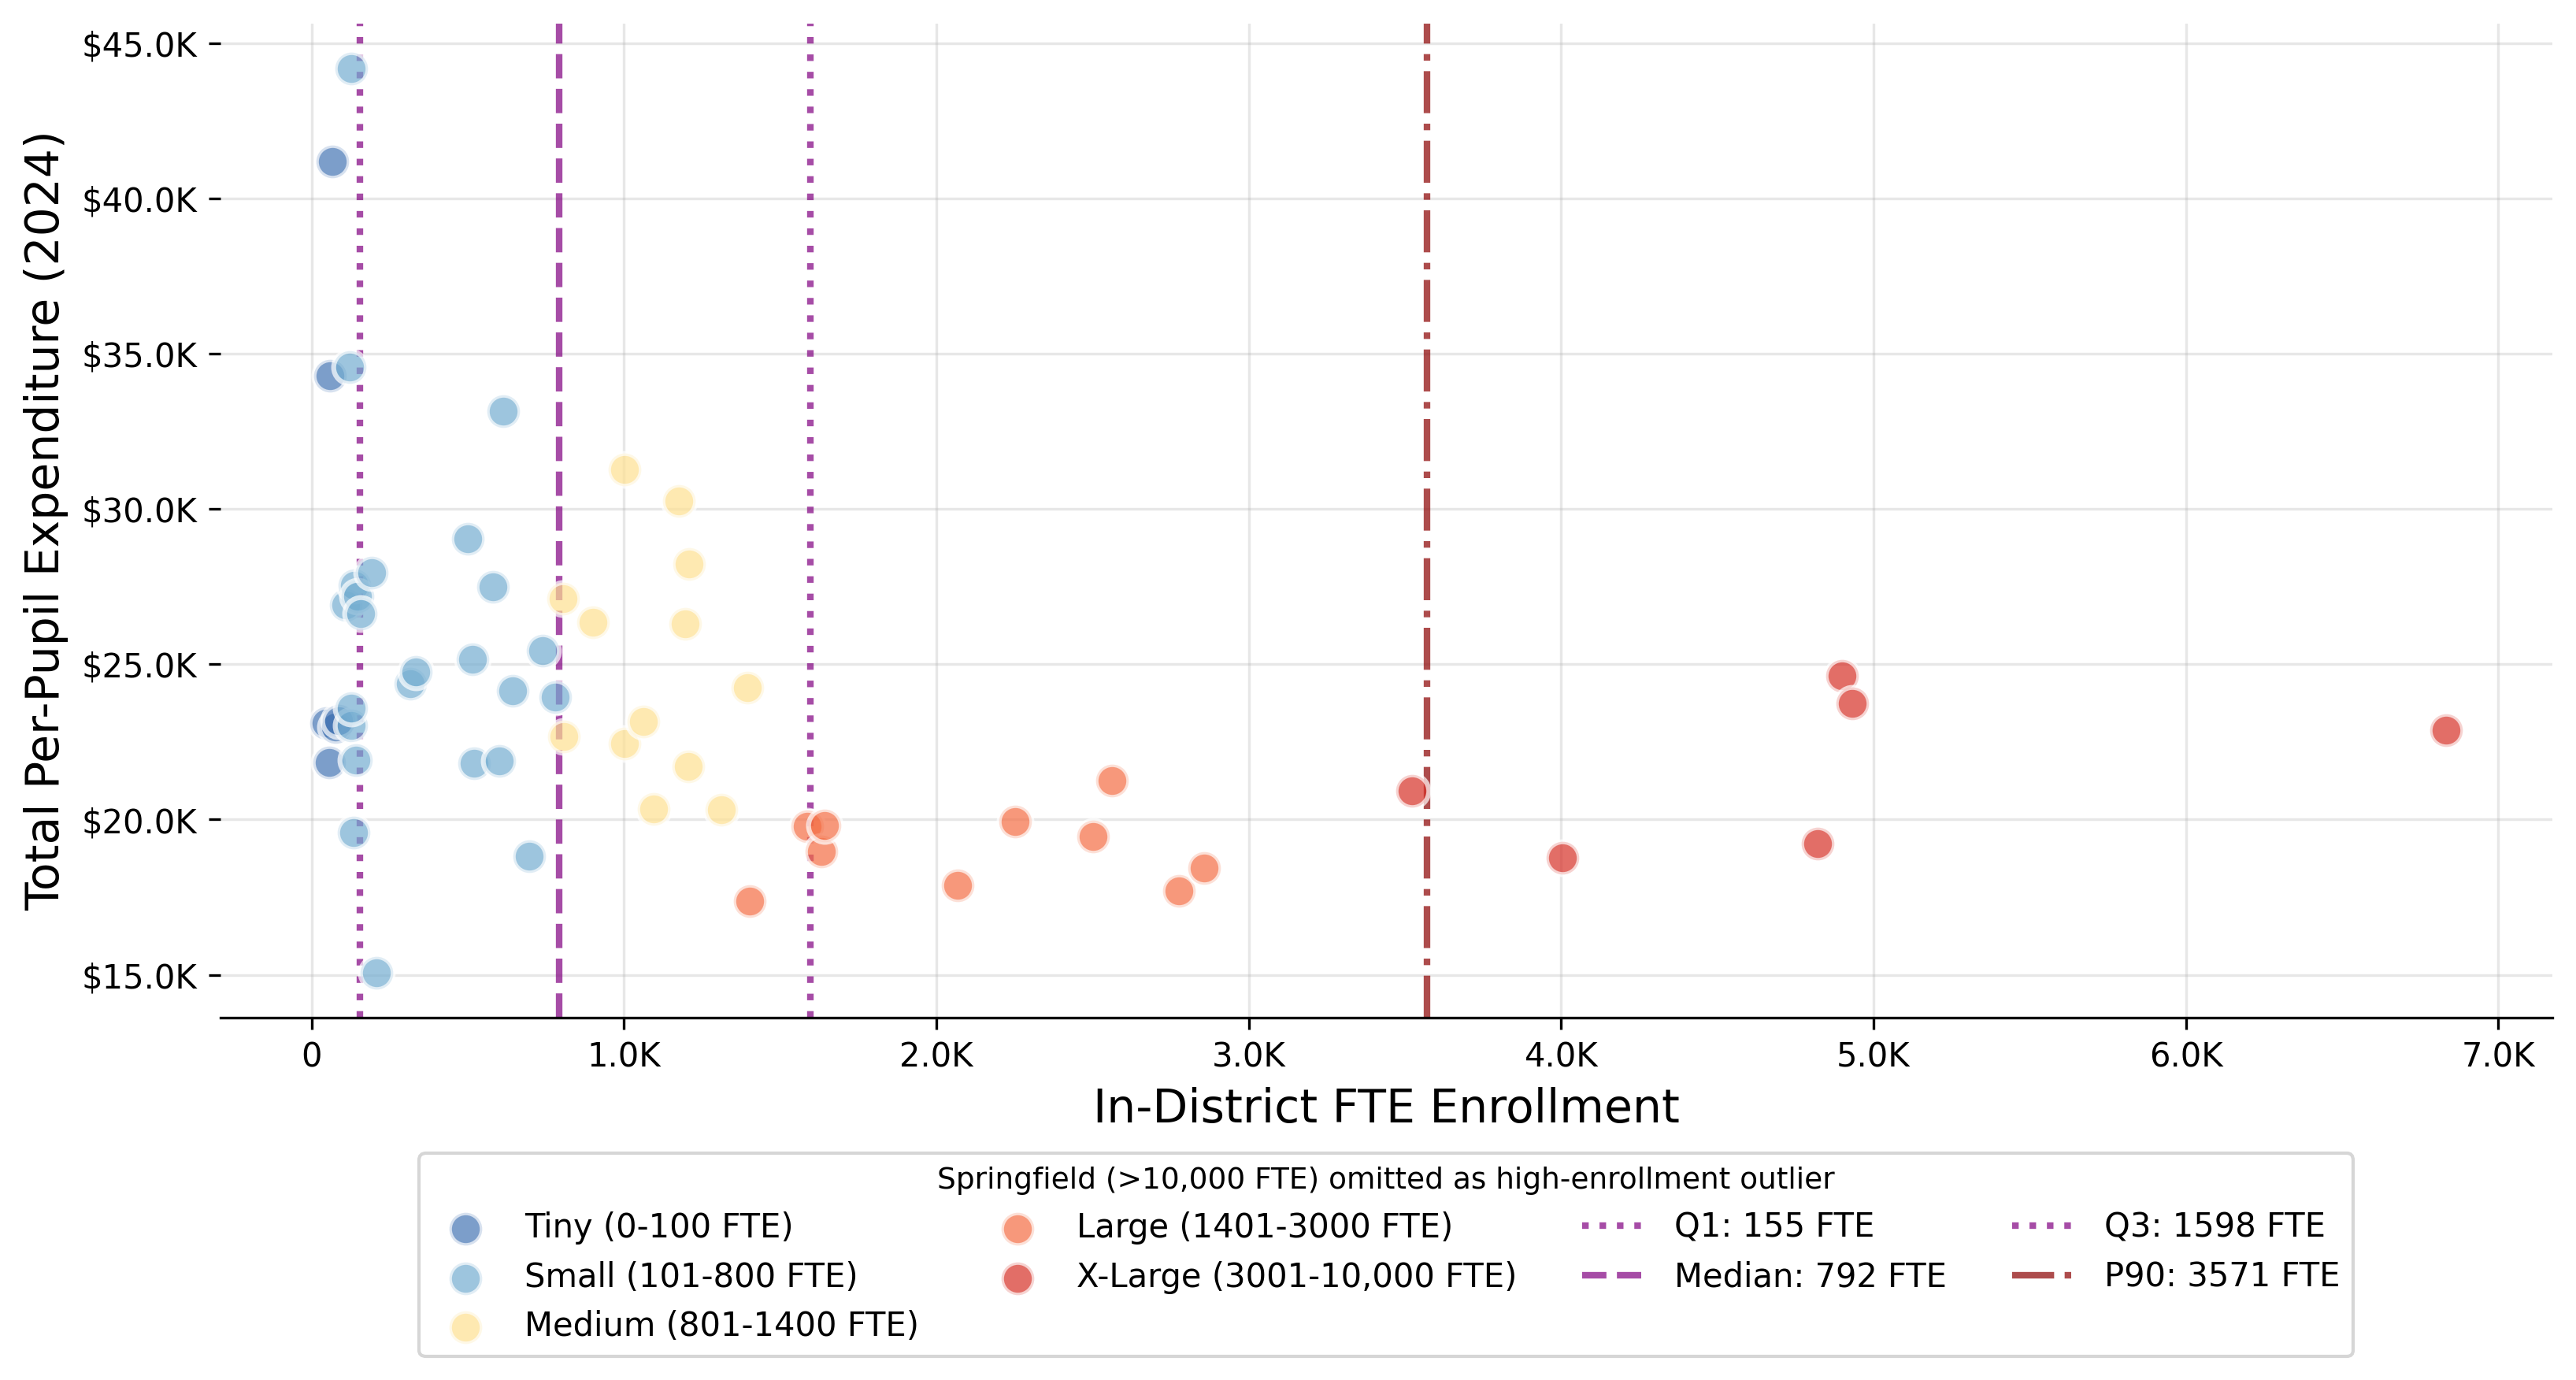 Total Per-Pupil Expenditure (2024)
$45.0K
$40.0K
$35.0K
$30.0K
$25.0K
$20.0K
$15.0K
0
1.0K
2.0K
3.0K
4.0K
5.0K
6.0K
7.0K
In-District FTE Enrollment
Springfield (>10,000 FTE) omitted as high-enrollment outlier
Tiny (0-100 FTE)
Small (101-800 FTE)
Medium (801-1400 FTE)
Large (1401-3000 FTE)
X-Large (3001-10,000 FTE)
Q1: 155 FTE
Median: 792 FTE
Q3: 1598 FTE
P90: 3571 FTE